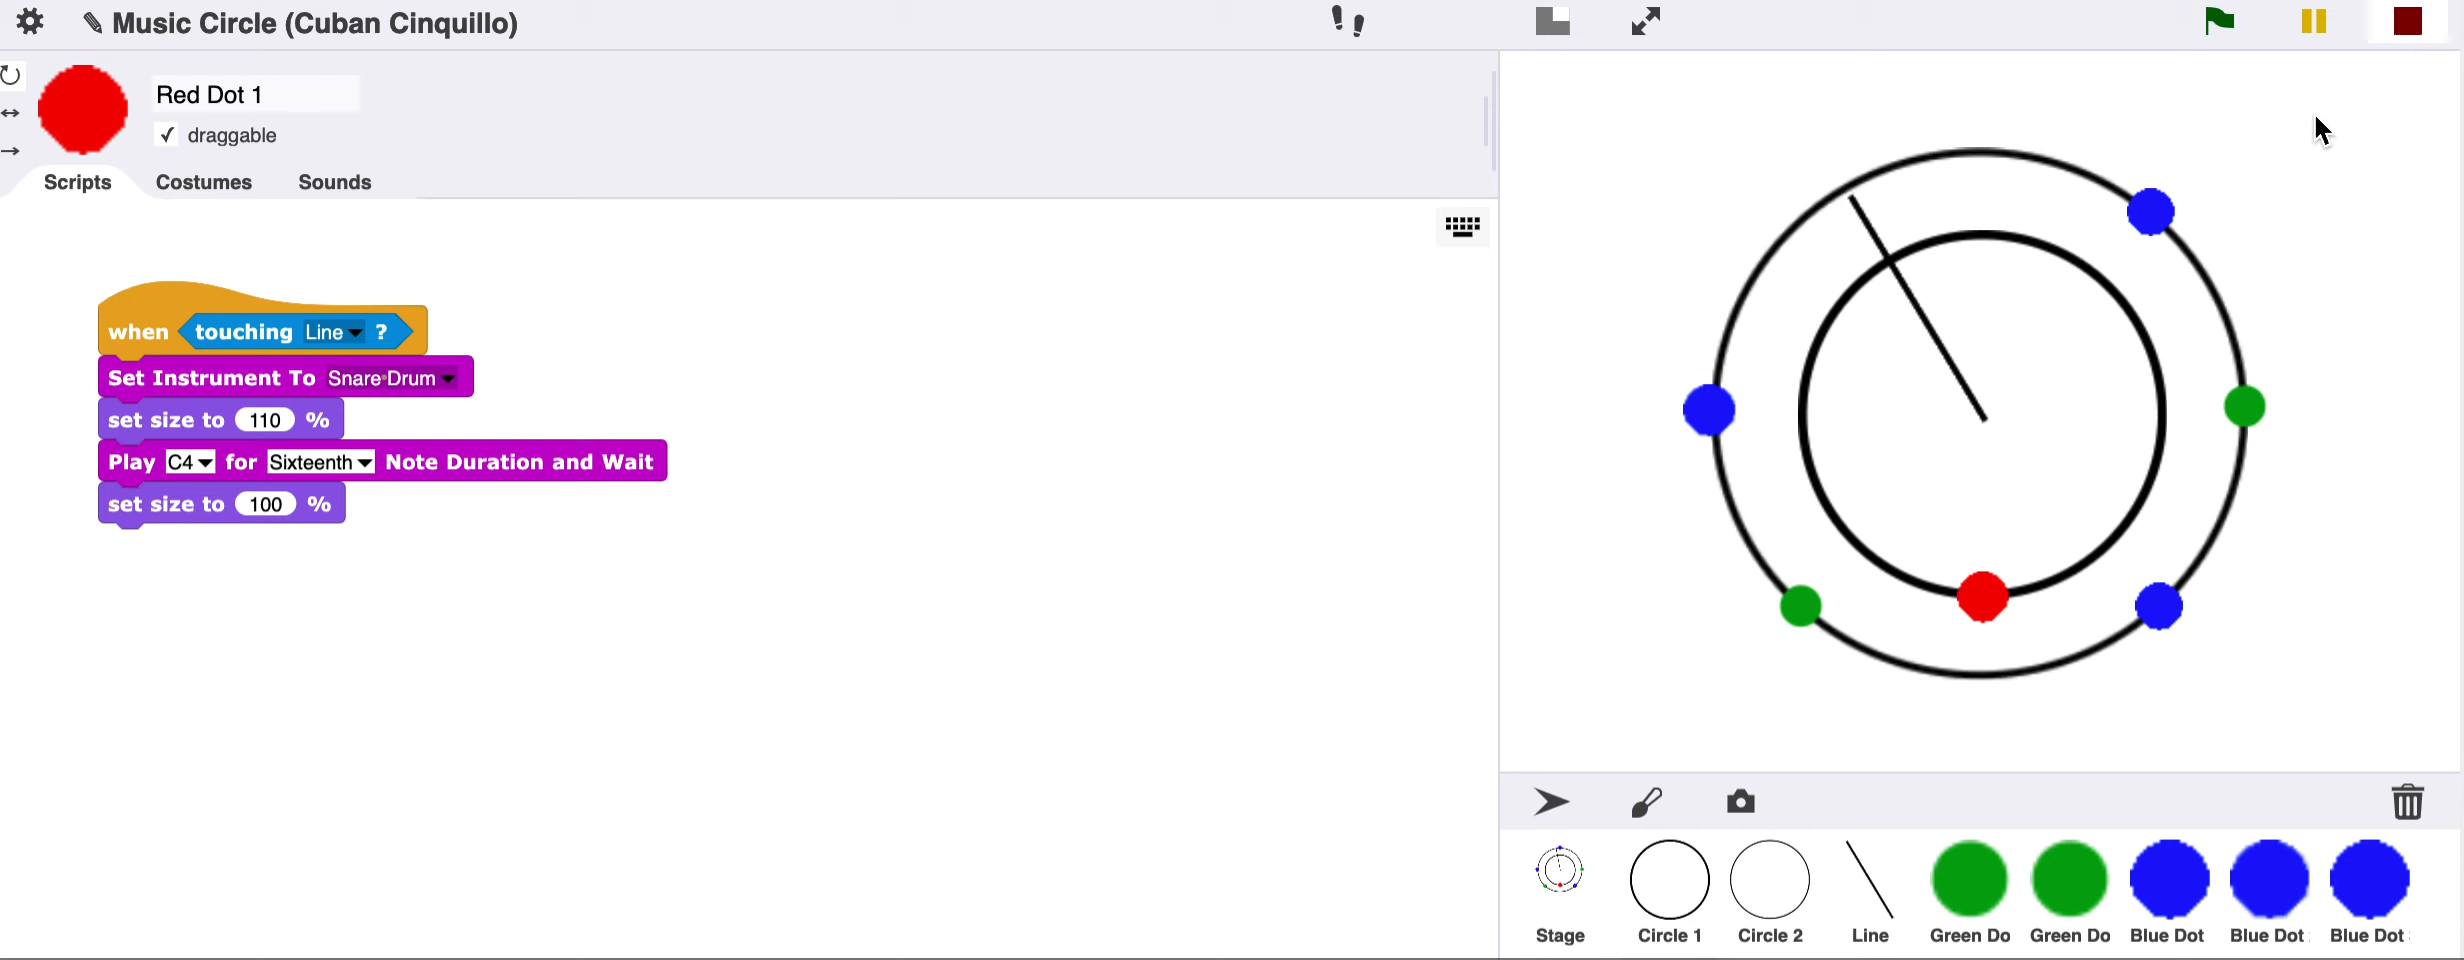 Music Circle (Cuban Cinquillo)
Red Dot 1
draggable
Scripts Costumes Sounds
when touching Line ?
Set Instrument To Snare Drum
set size to 110 %
Play C4 for Sixteenth Note Duration and Wait
set size to 100 %
Stage Circle 1 Circle 2 Line Green Do Green Do Blue Dot Blue Dot Blue Dot